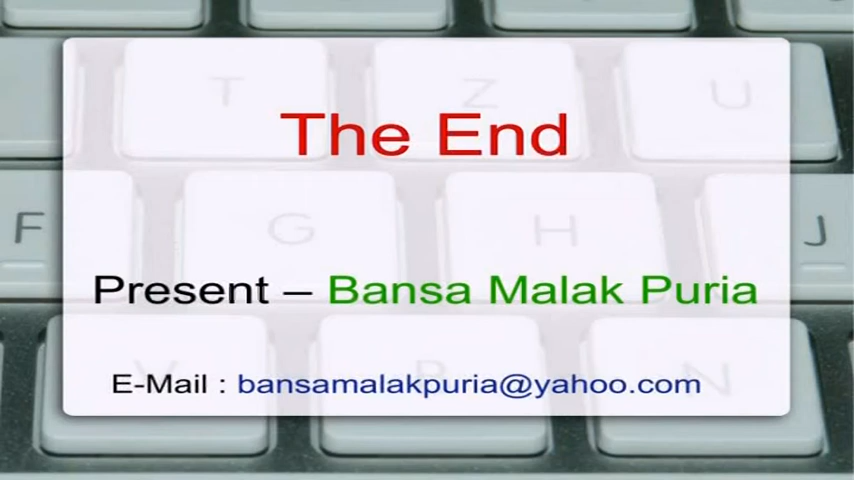 The End
Present – Bansa Malak Puria
E-Mail : bansamalakpuria@yahoo.com
T Z U
F G H J
V B N